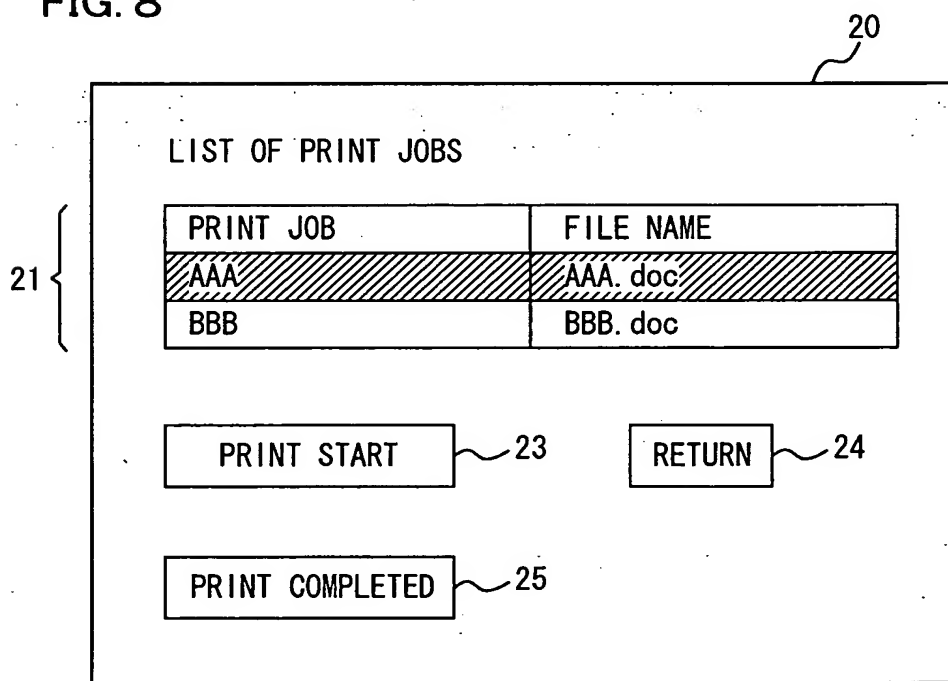 FIG. 8
20
LIST OF PRINT JOBS
PRINT JOB FILE NAME
21
AAA AAA. doc
BBB BBB. doc
PRINT START 23 RETURN 24
PRINT COMPLETED 25